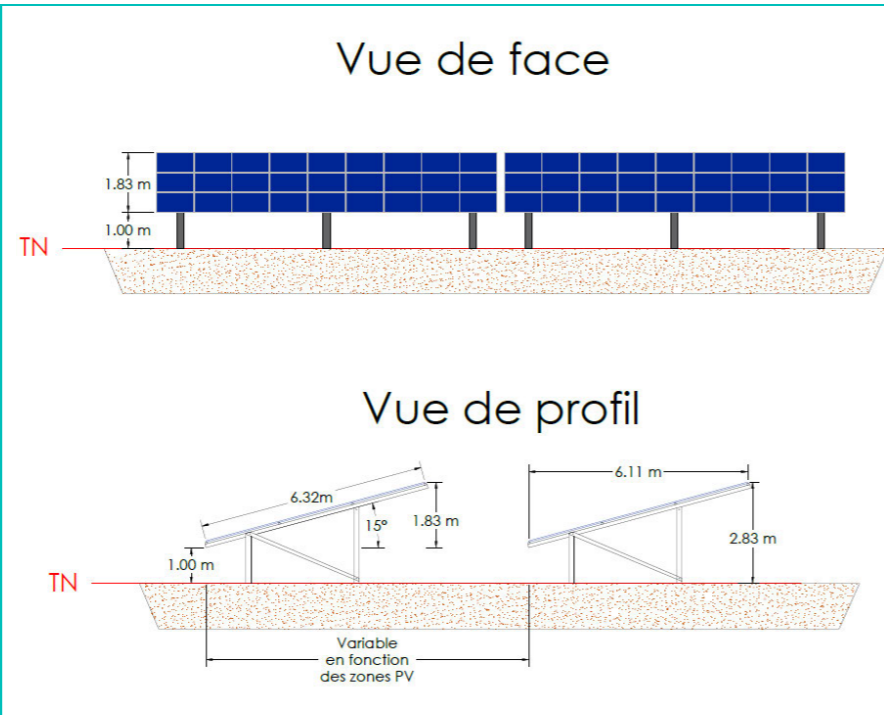 Vue de face
1.83 m
1.00 m
TN
Vue de profil
6.32m
15°
1.83 m
1.00 m
6.11 m
2.83 m
TN
Variable
en fonction
des zones PV